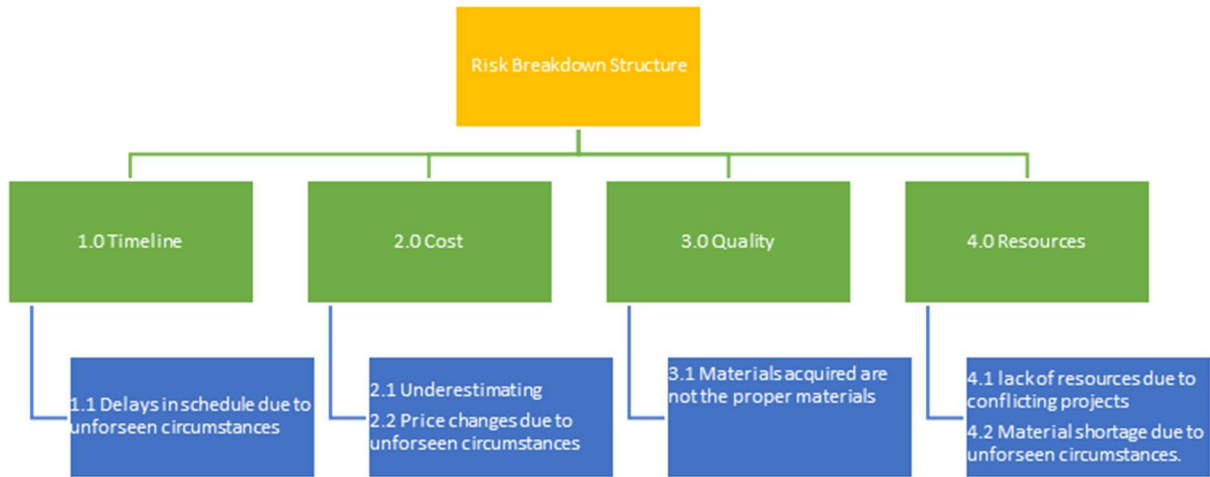 Risk Breakdown Structure
1.0 Timeline
2.0 Cost
3.0 Quality
4.0 Resources
1.1 Delays in schedule due to
unforseen circumstances
2.1 Underestimating
2.2 Price changes due to
unforseen circumstances
3.1 Materials acquired are
not the proper materials
4.1 lack of resources due to
conflicting projects
4.2 Material shortage due to
unforseen circumstances.